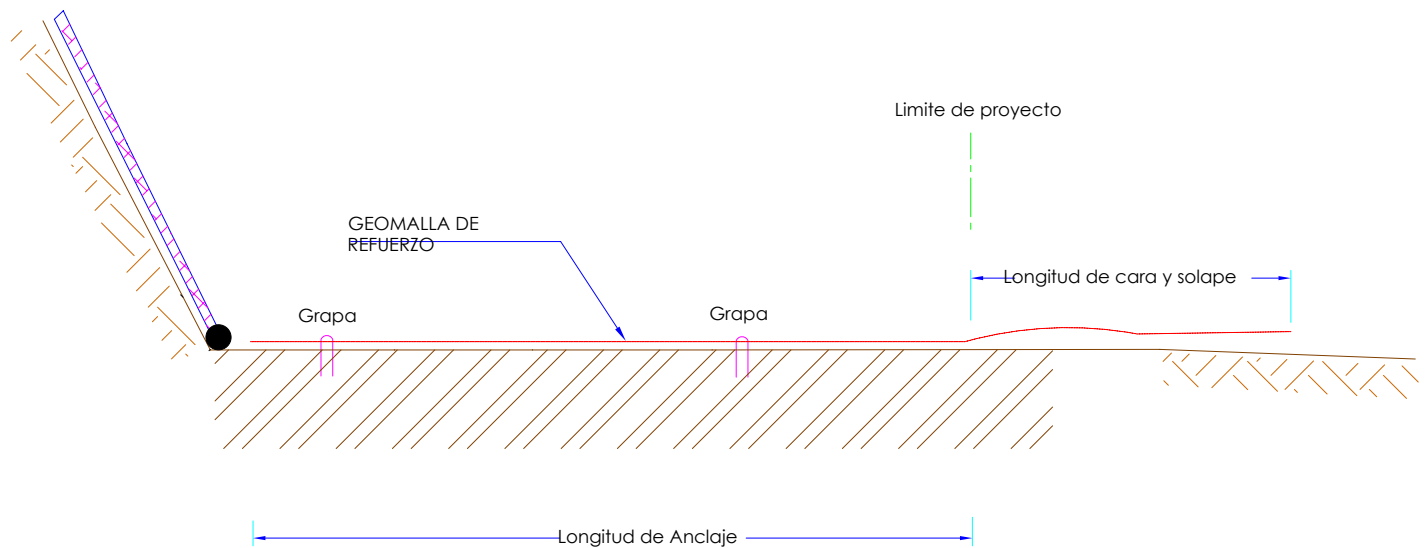 Limite de proyecto
GEOMALLA DE
REFUERZO
Longitud de cara y solape
Grapa
Grapa
Longitud de Anclaje